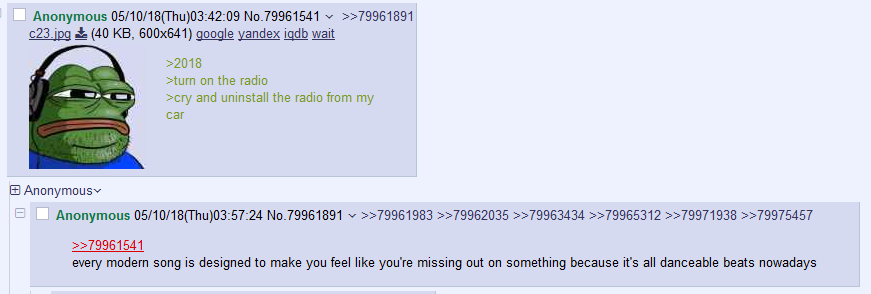 Anonymous 05/10/18(Thu)03:42:09 No.79961541 >>79961891
c23.jpg (40 KB, 600x641) google yandex iqdb wait
>2018
>turn on the radio
>cry and uninstall the radio from my
car
Anonymous
Anonymous 05/10/18(Thu)03:57:24 No.79961891 >>79961983 >>79962035 >>79963434 >>79965312 >>79971938 >>79975457
>>79961541
every modern song is designed to make you feel like you're missing out on something because it's all danceable beats nowadays